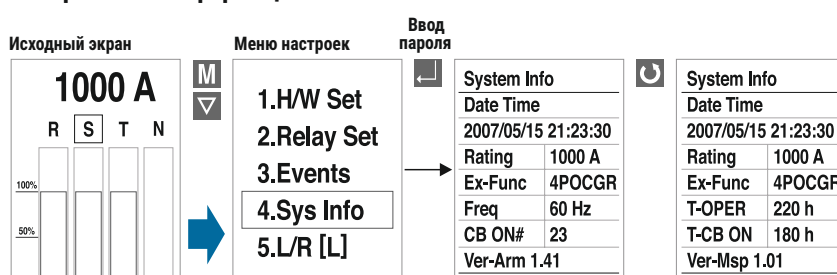 Ввод
пароля
Исходный экран
Меню настроек
1000 A
M
R S T N
100%
50%
1.H/W Set
2.Relay Set
3.Events
4.Sys Info
5.L/R [L]
System Info
Date Time
2007/05/15 21:23:30
Rating 1000 A
Ex-Func 4POCGR
Freq 60 Hz
CB ON# 23
Ver-Arm 1.41
System Info
Date Time
2007/05/15 21:23:30
Rating 1000 A
Ex-Func 4POCGR
T-OPER 220 h
T-CB ON 180 h
Ver-Msp 1.01